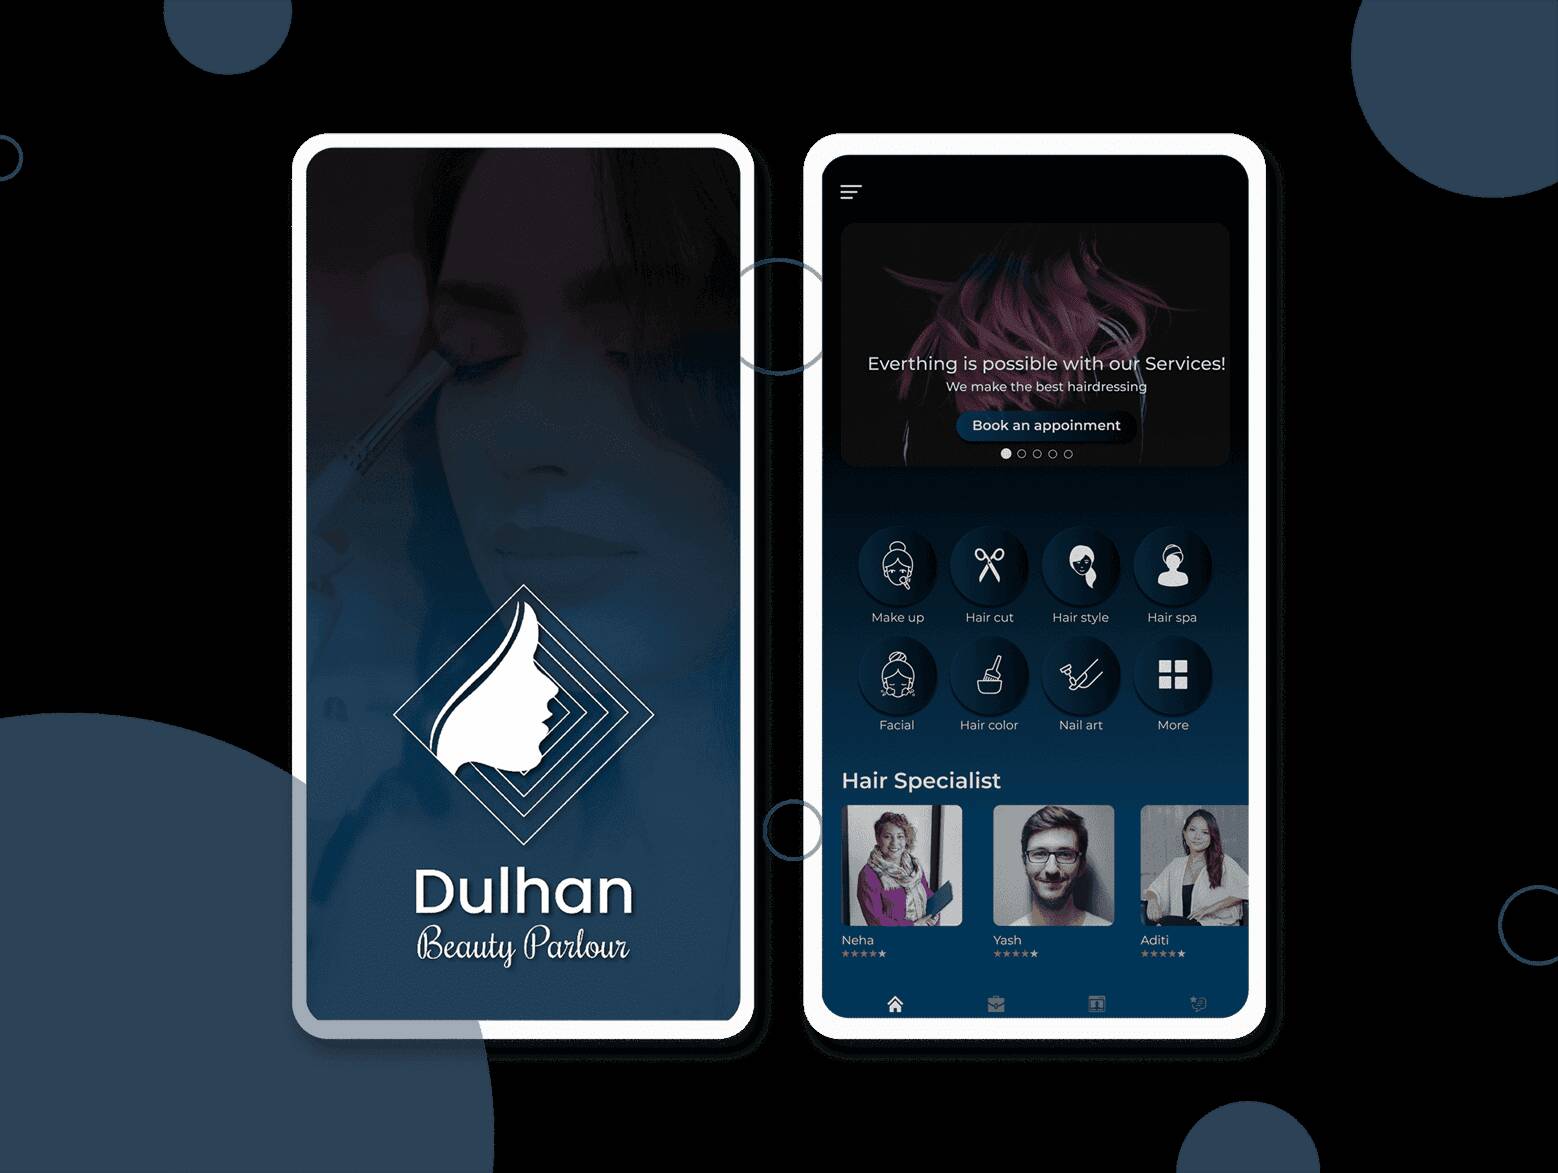 Dulhan
Beauty Parlour
Everthing is possible with our Services!
We make the best hairdressing
Book an appoinment
Make up
Hair cut
Hair style
Hair spa
Facial
Hair color
Nail art
More
Hair Specialist
Neha
Yash
Aditi